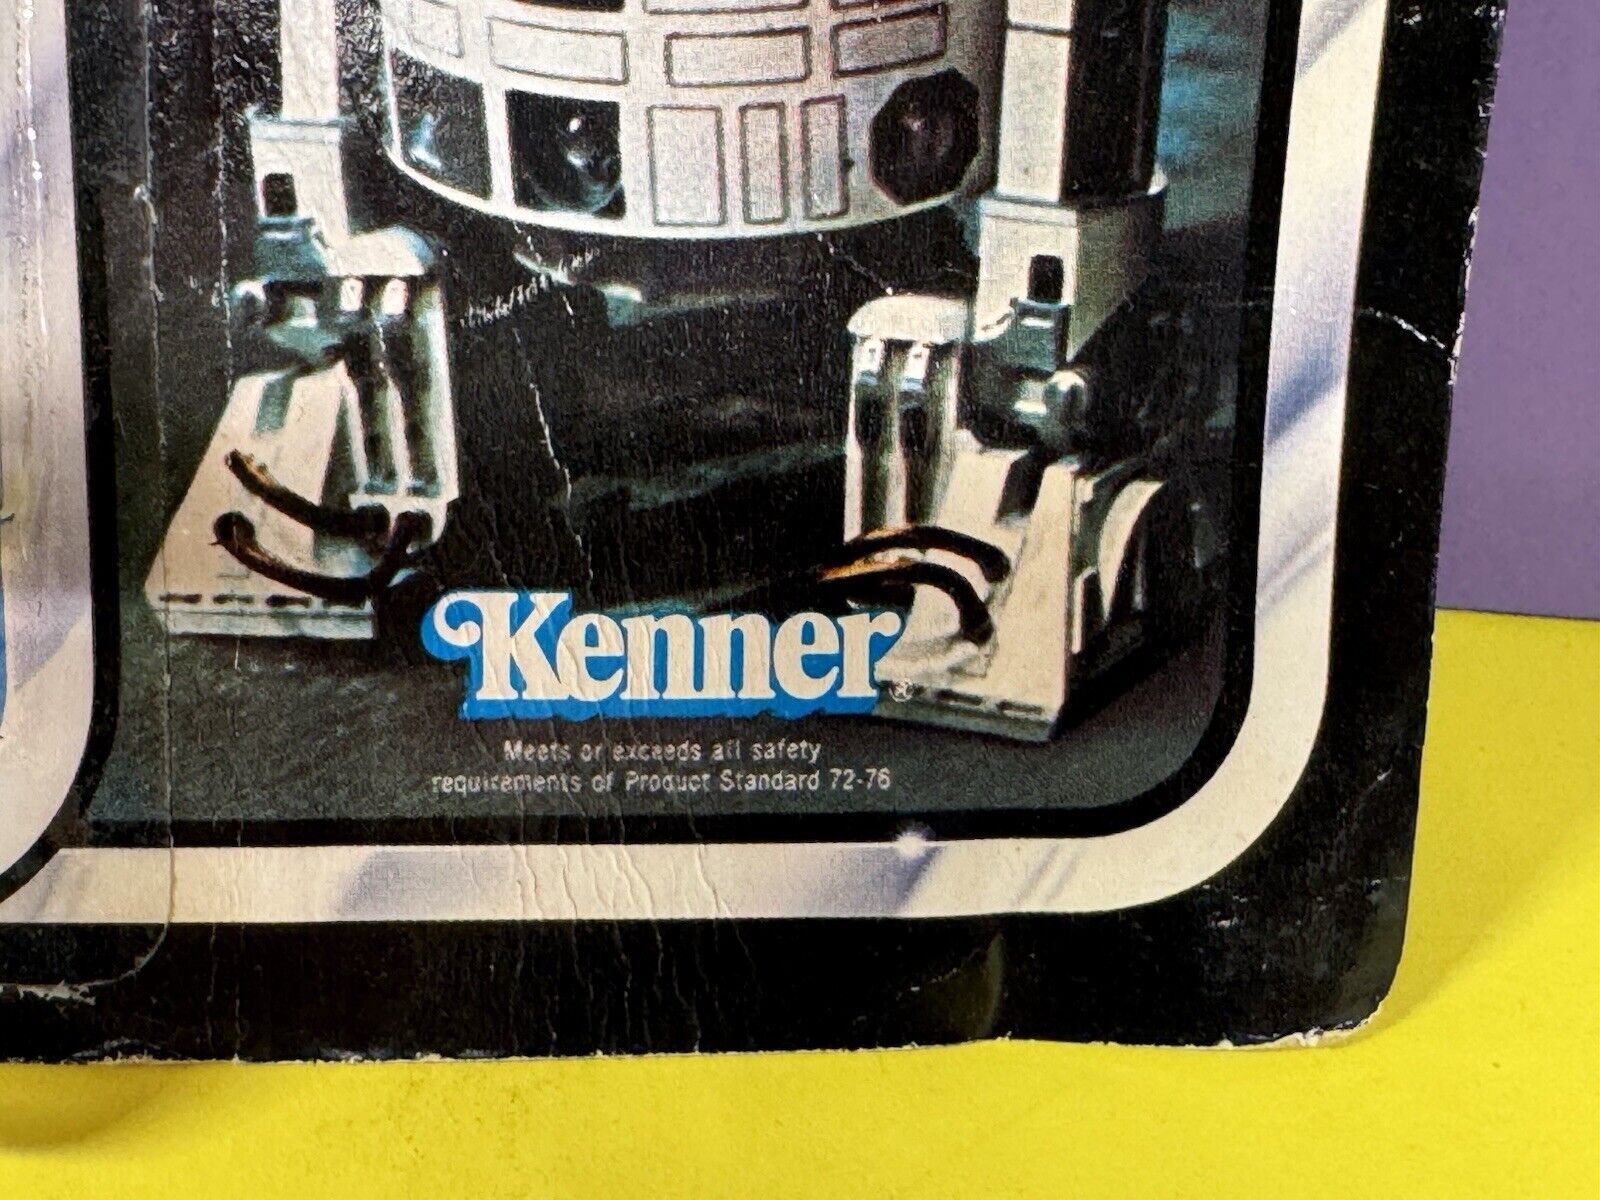 Kenner®
Meets or exceeds all safety
requirements of Product Standard 72-76